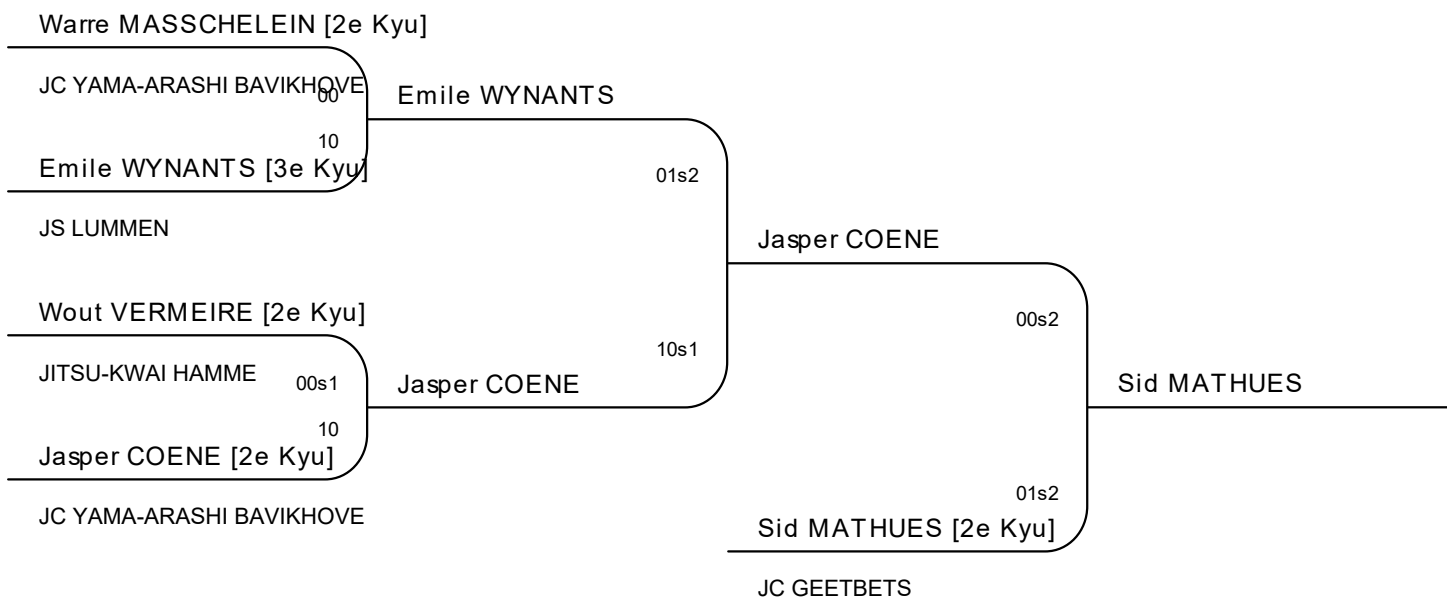 Warre MASSCHELEIN [2e Kyu]
JC YAMA-ARASHI BAVIKHOVE
00
Emile WYNANTS
10
Emile WYNANTS [3e Kyu]
01s2
JS LUMMEN
Jasper COENE
Wout VERMEIRE [2e Kyu]
00s2
10s1
JITSU-KWAI HAMME
00s1
Jasper COENE
Sid MATHUES
10
Jasper COENE [2e Kyu]
01s2
JC YAMA-ARASHI BAVIKHOVE
Sid MATHUES [2e Kyu]
JC GEETBETS